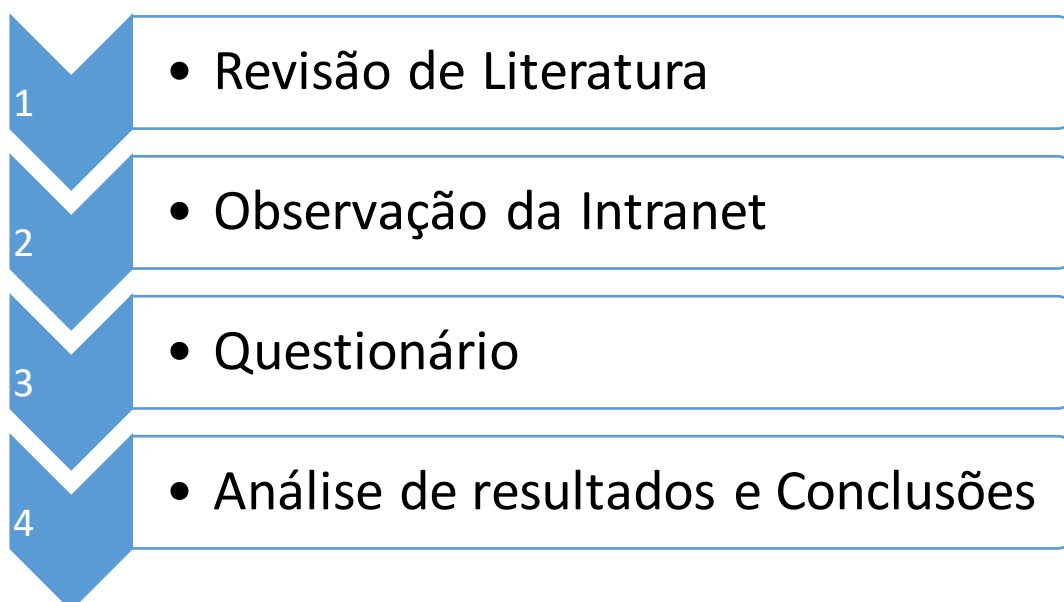 1
• Revisão de Literatura
2
• Observação da Intranet
3
• Questionário
4
• Análise de resultados e Conclusões